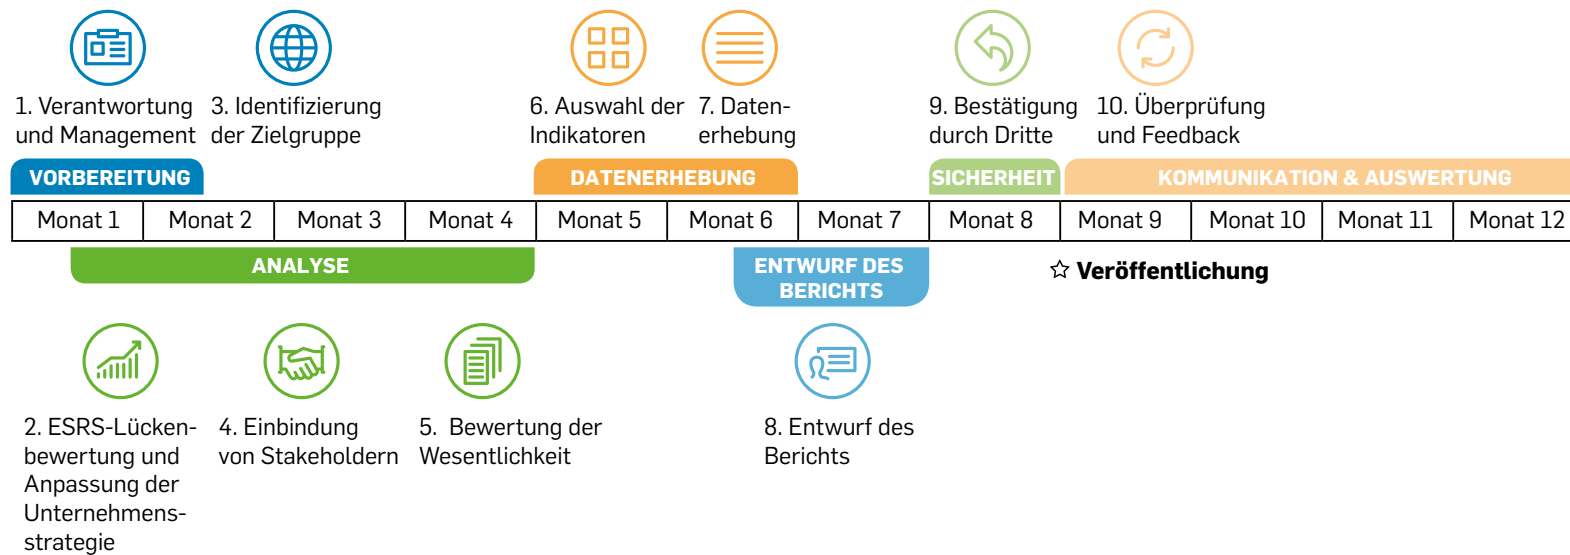 1. Verantwortung
und Management
3. Identifizierung
der Zielgruppe
6. Auswahl der
Indikatoren
7. Daten-
erhebung
9. Bestätigung
durch Dritte
10. Überprüfung
und Feedback
VORBEREITUNG
DATENERHEBUNG
SICHERHEIT
KOMMUNIKATION & AUSWERTUNG
Monat 1
Monat 2
Monat 3
Monat 4
Monat 5
Monat 6
Monat 7
Monat 8
Monat 9
Monat 10
Monat 11
Monat 12
ANALYSE
ENTWURF DES
BERICHTS
☆ Veröffentlichung
2. ESRS-Lücken-
bewertung und
Anpassung der
Unternehmens-
strategie
4. Einbindung
von Stakeholdern
5. Bewertung der
Wesentlichkeit
8. Entwurf des
Berichts